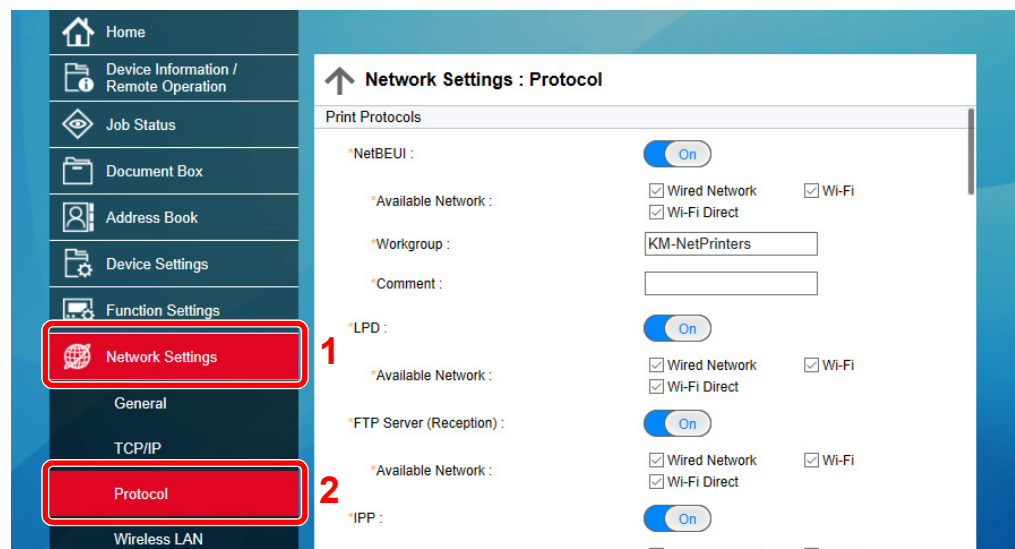 Home
Device Information /
Remote Operation
Job Status
Document Box
Address Book
Device Settings
Function Settings
Network Settings
1
General
TCP/IP
Protocol
2
Wireless LAN
Network Settings : Protocol
Print Protocols
*NetBEUI :
On
*Available Network :
Wired Network
Wi-Fi
Wi-Fi Direct
*Workgroup :
KM-NetPrinters
*Comment :
*LPD :
On
*Available Network :
Wired Network
Wi-Fi
Wi-Fi Direct
*FTP Server (Reception) :
On
*Available Network :
Wired Network
Wi-Fi
Wi-Fi Direct
*IPP :
On